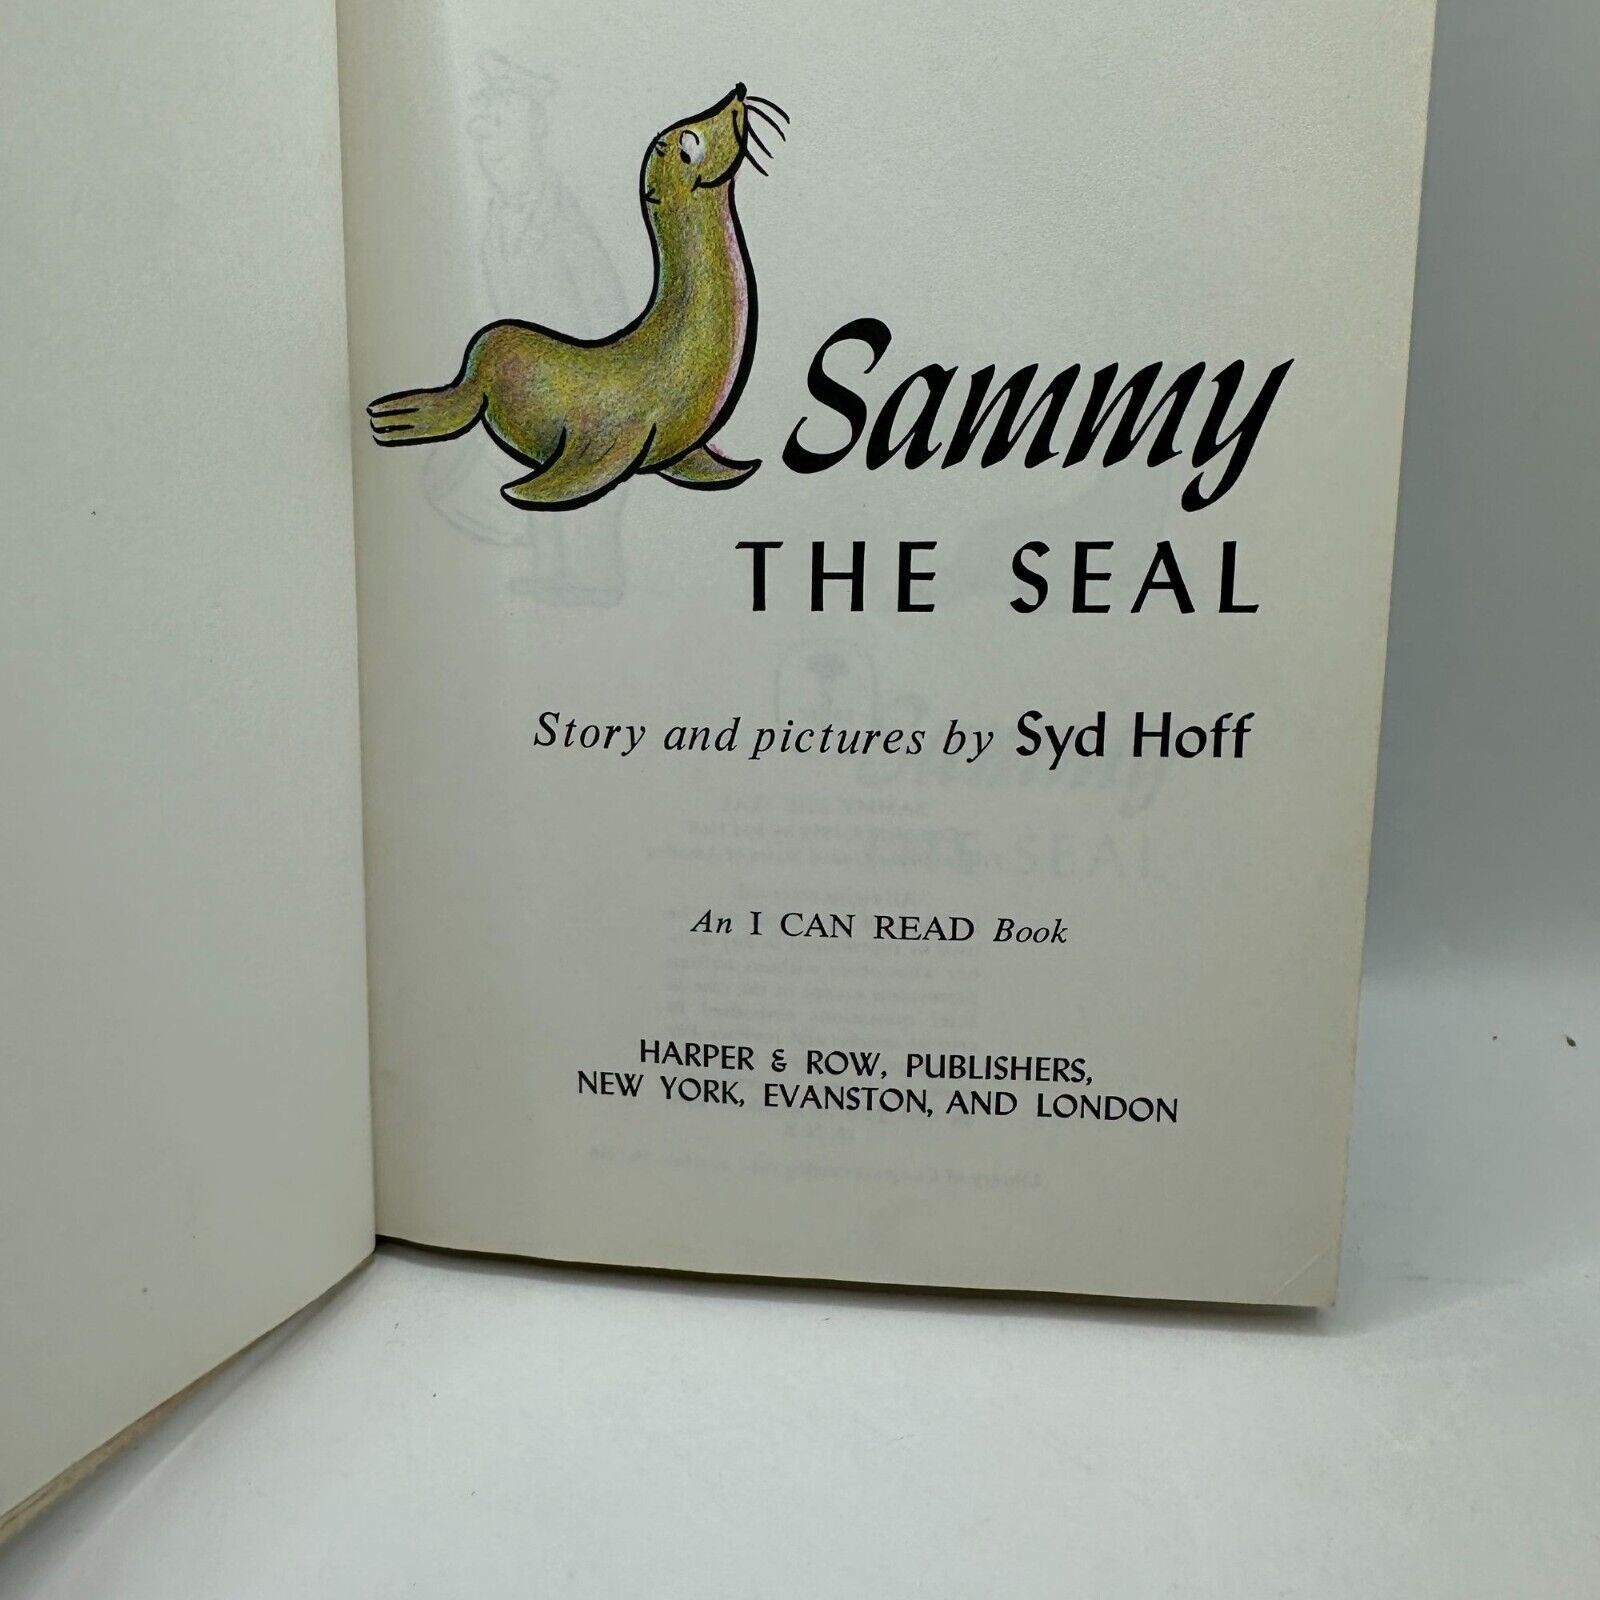 Sammy
THE SEAL
Story and pictures by Syd Hoff
An I CAN READ Book
HARPER & ROW, PUBLISHERS,
NEW YORK, EVANSTON, AND LONDON